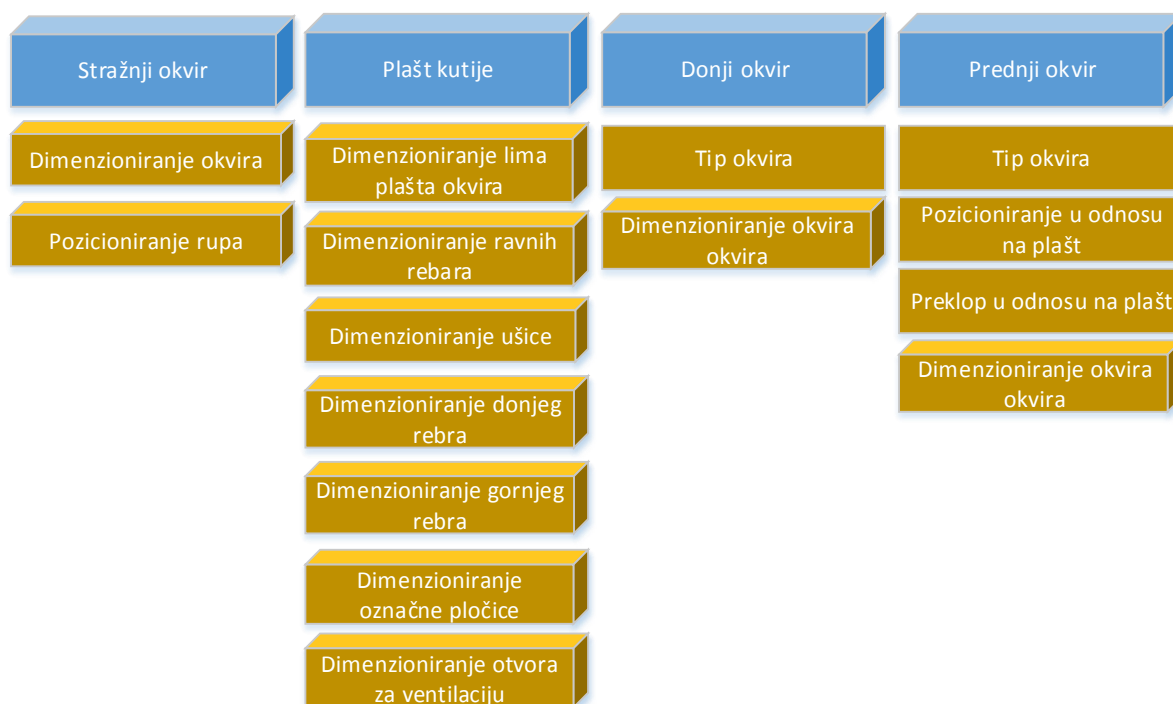 Stražnji okvir
Dimenzioniranje okvira
Pozicioniranje rupa
Plašt kutije
Dimenzioniranje lima
plašta okvira
Dimenzioniranje ravnih
rebara
Dimenzioniranje ušice
Dimenzioniranje donjeg
rebra
Dimenzioniranje gornjeg
rebra
Dimenzioniranje
označne pločice
Dimenzioniranje otvora
za ventilaciju
Donji okvir
Tip okvira
Dimenzioniranje okvira
okvira
Prednji okvir
Tip okvira
Pozicioniranje u odnosu
na plašt
Preklop u odnosu na plašt
Dimenzioniranje okvira
okvira